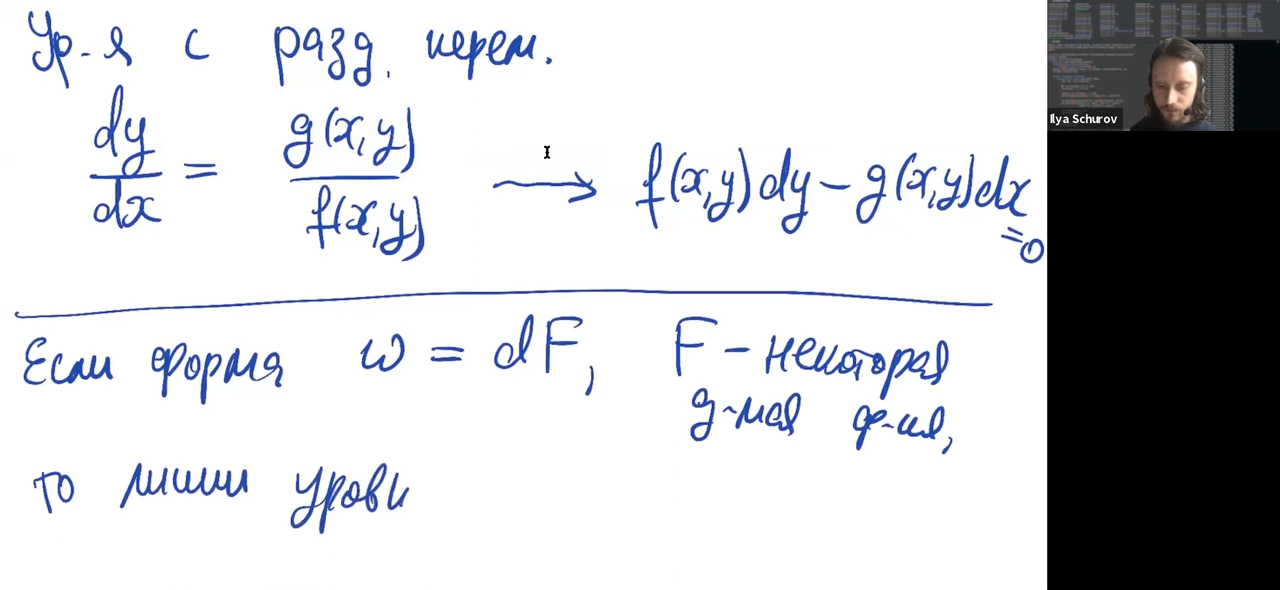 Ур-я с разд. перем.
dy/dx = g(x,y)/f(x,y) → f(x,y)dy − g(x,y)dx = 0
Если форма ω = dF, F – некоторая
д-мая ф-ия,
то линии уровн
Ilya Schurov